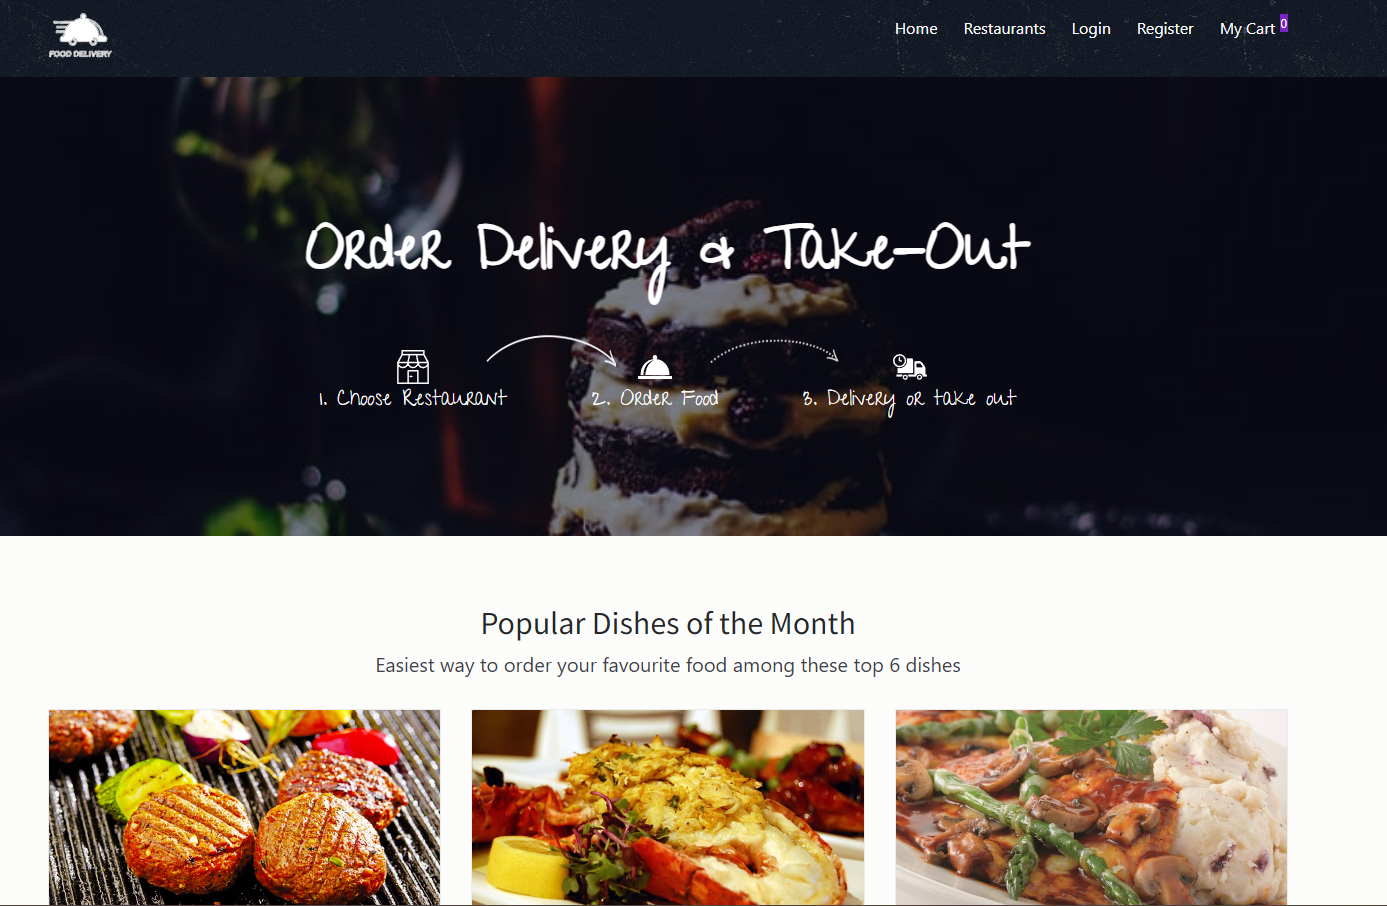 FOOD DELIVERY
Home Restaurants Login Register My Cart 0
Order Delivery & Take-Out
1. Choose Restaurant
2. Order Food
3. Delivery or take out
Popular Dishes of the Month
Easiest way to order your favourite food among these top 6 dishes